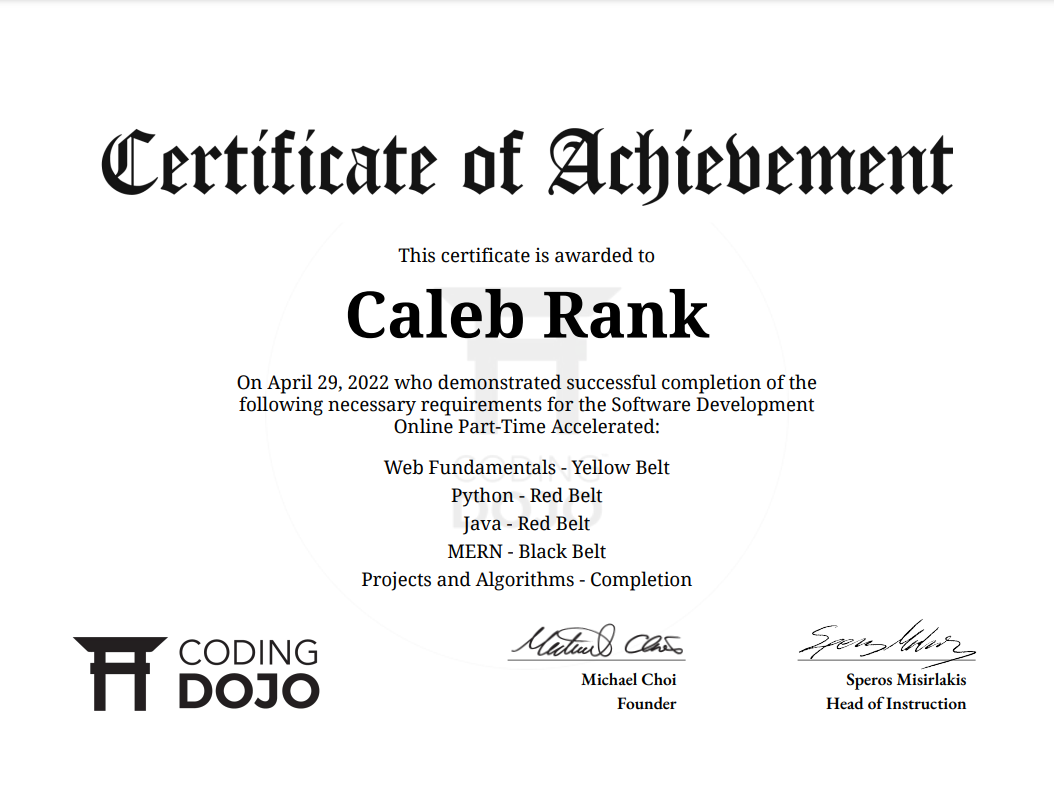 Certificate of Achievement
This certificate is awarded to
Caleb Rank
On April 29, 2022 who demonstrated successful completion of the
following necessary requirements for the Software Development
Online Part-Time Accelerated:
Web Fundamentals - Yellow Belt
Python - Red Belt
Java - Red Belt
MERN - Black Belt
Projects and Algorithms - Completion
CODING
DOJO
CODING
DOJO
Michael Choi
Founder
Speros Misirlakis
Head of Instruction